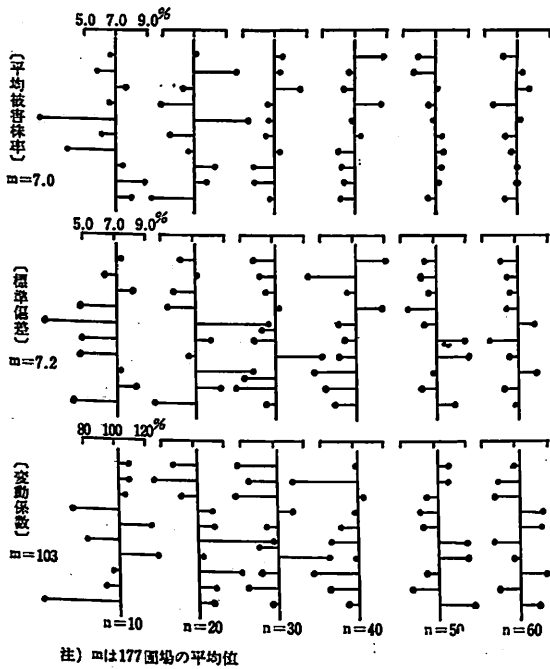 5.0 7.0 9.0%
〔平均被害株率〕
m=7.0
5.0 7.0 9.0%
〔標準偏差〕
m=7.2
80 100 120%
〔変動係数〕
m=103
n=10 n=20 n=30 n=40 n=50 n=60
注）mは177圃場の平均値